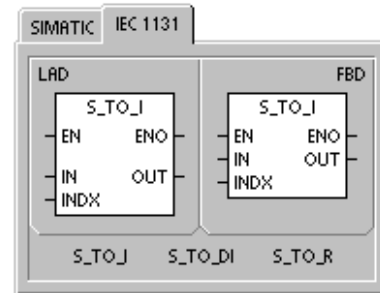 SIMATIC IEC 1131
LAD FBD
S_TO_I S_TO_I
EN ENO EN ENO
IN OUT IN OUT
INDX INDX
S_TO_I S_TO_DI S_TO_R